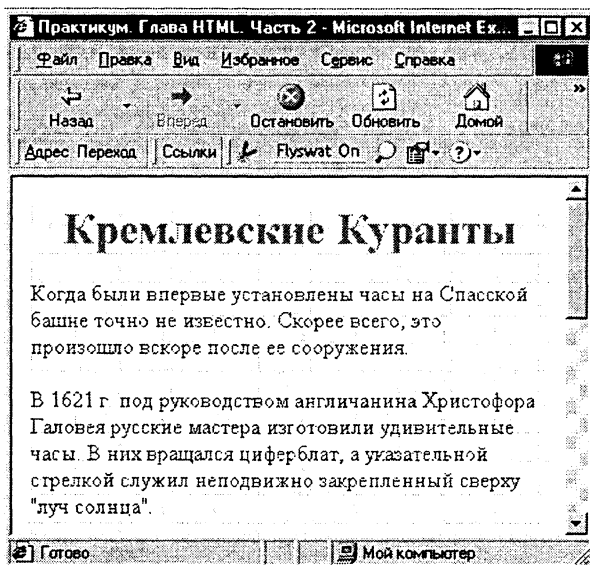 Практикум. Глава HTML. Часть 2 - Microsoft Internet Ex...
Файл Правка Вид Избранное Сервис Справка
Назад Вперед Остановить Обновить Домой »
Адрес Переход Ссылки Flyswat On
Кремлевские Куранты
Когда были впервые установлены часы на Спасской
башне точно не известно. Скорее всего, это
произошло вскоре после ее сооружения.
В 1621 г под руководством англичанина Христофора
Галовея русские мастера изготовили удивительные
часы. В них вращался циферблат, а указательной
стрелкой служил неподвижно закрепленный сверху
"луч солнца".
Готово Мой компьютер